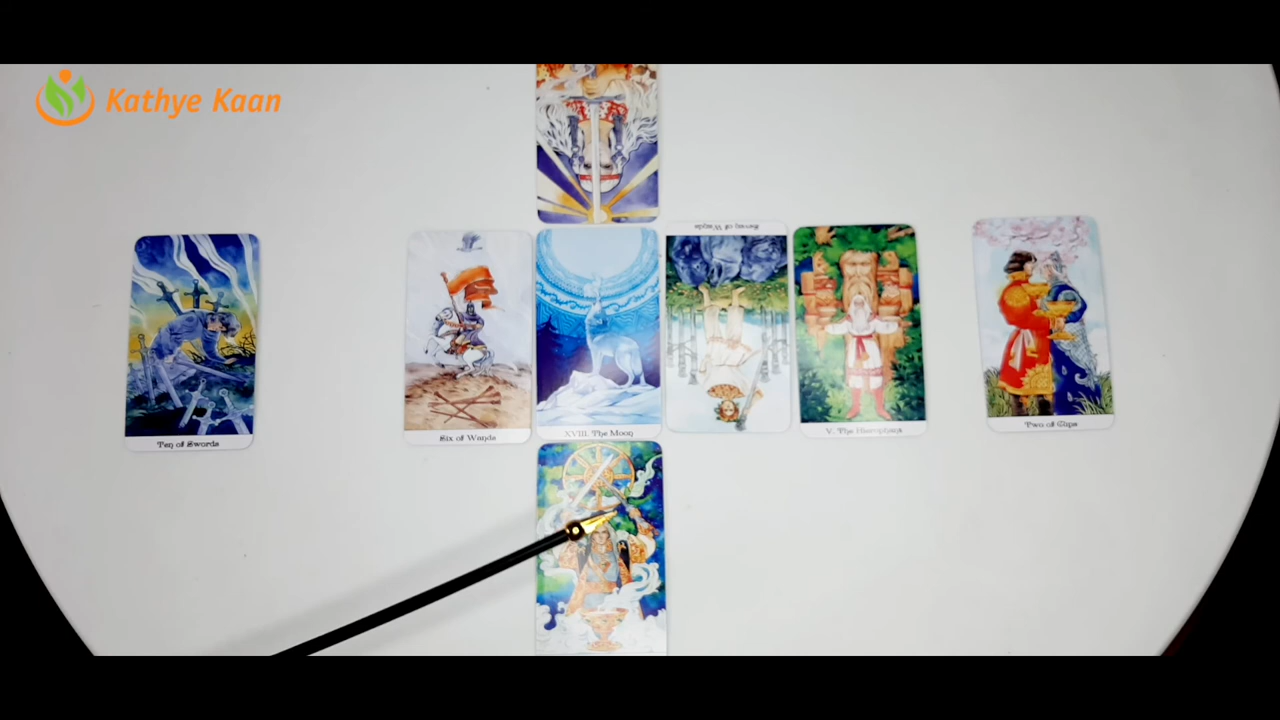 Kathye Kaan
Seven of Wands
Ten of Swords
Six of Wands
XVIII. The Moon
V. The Hierophant
Two of Cups